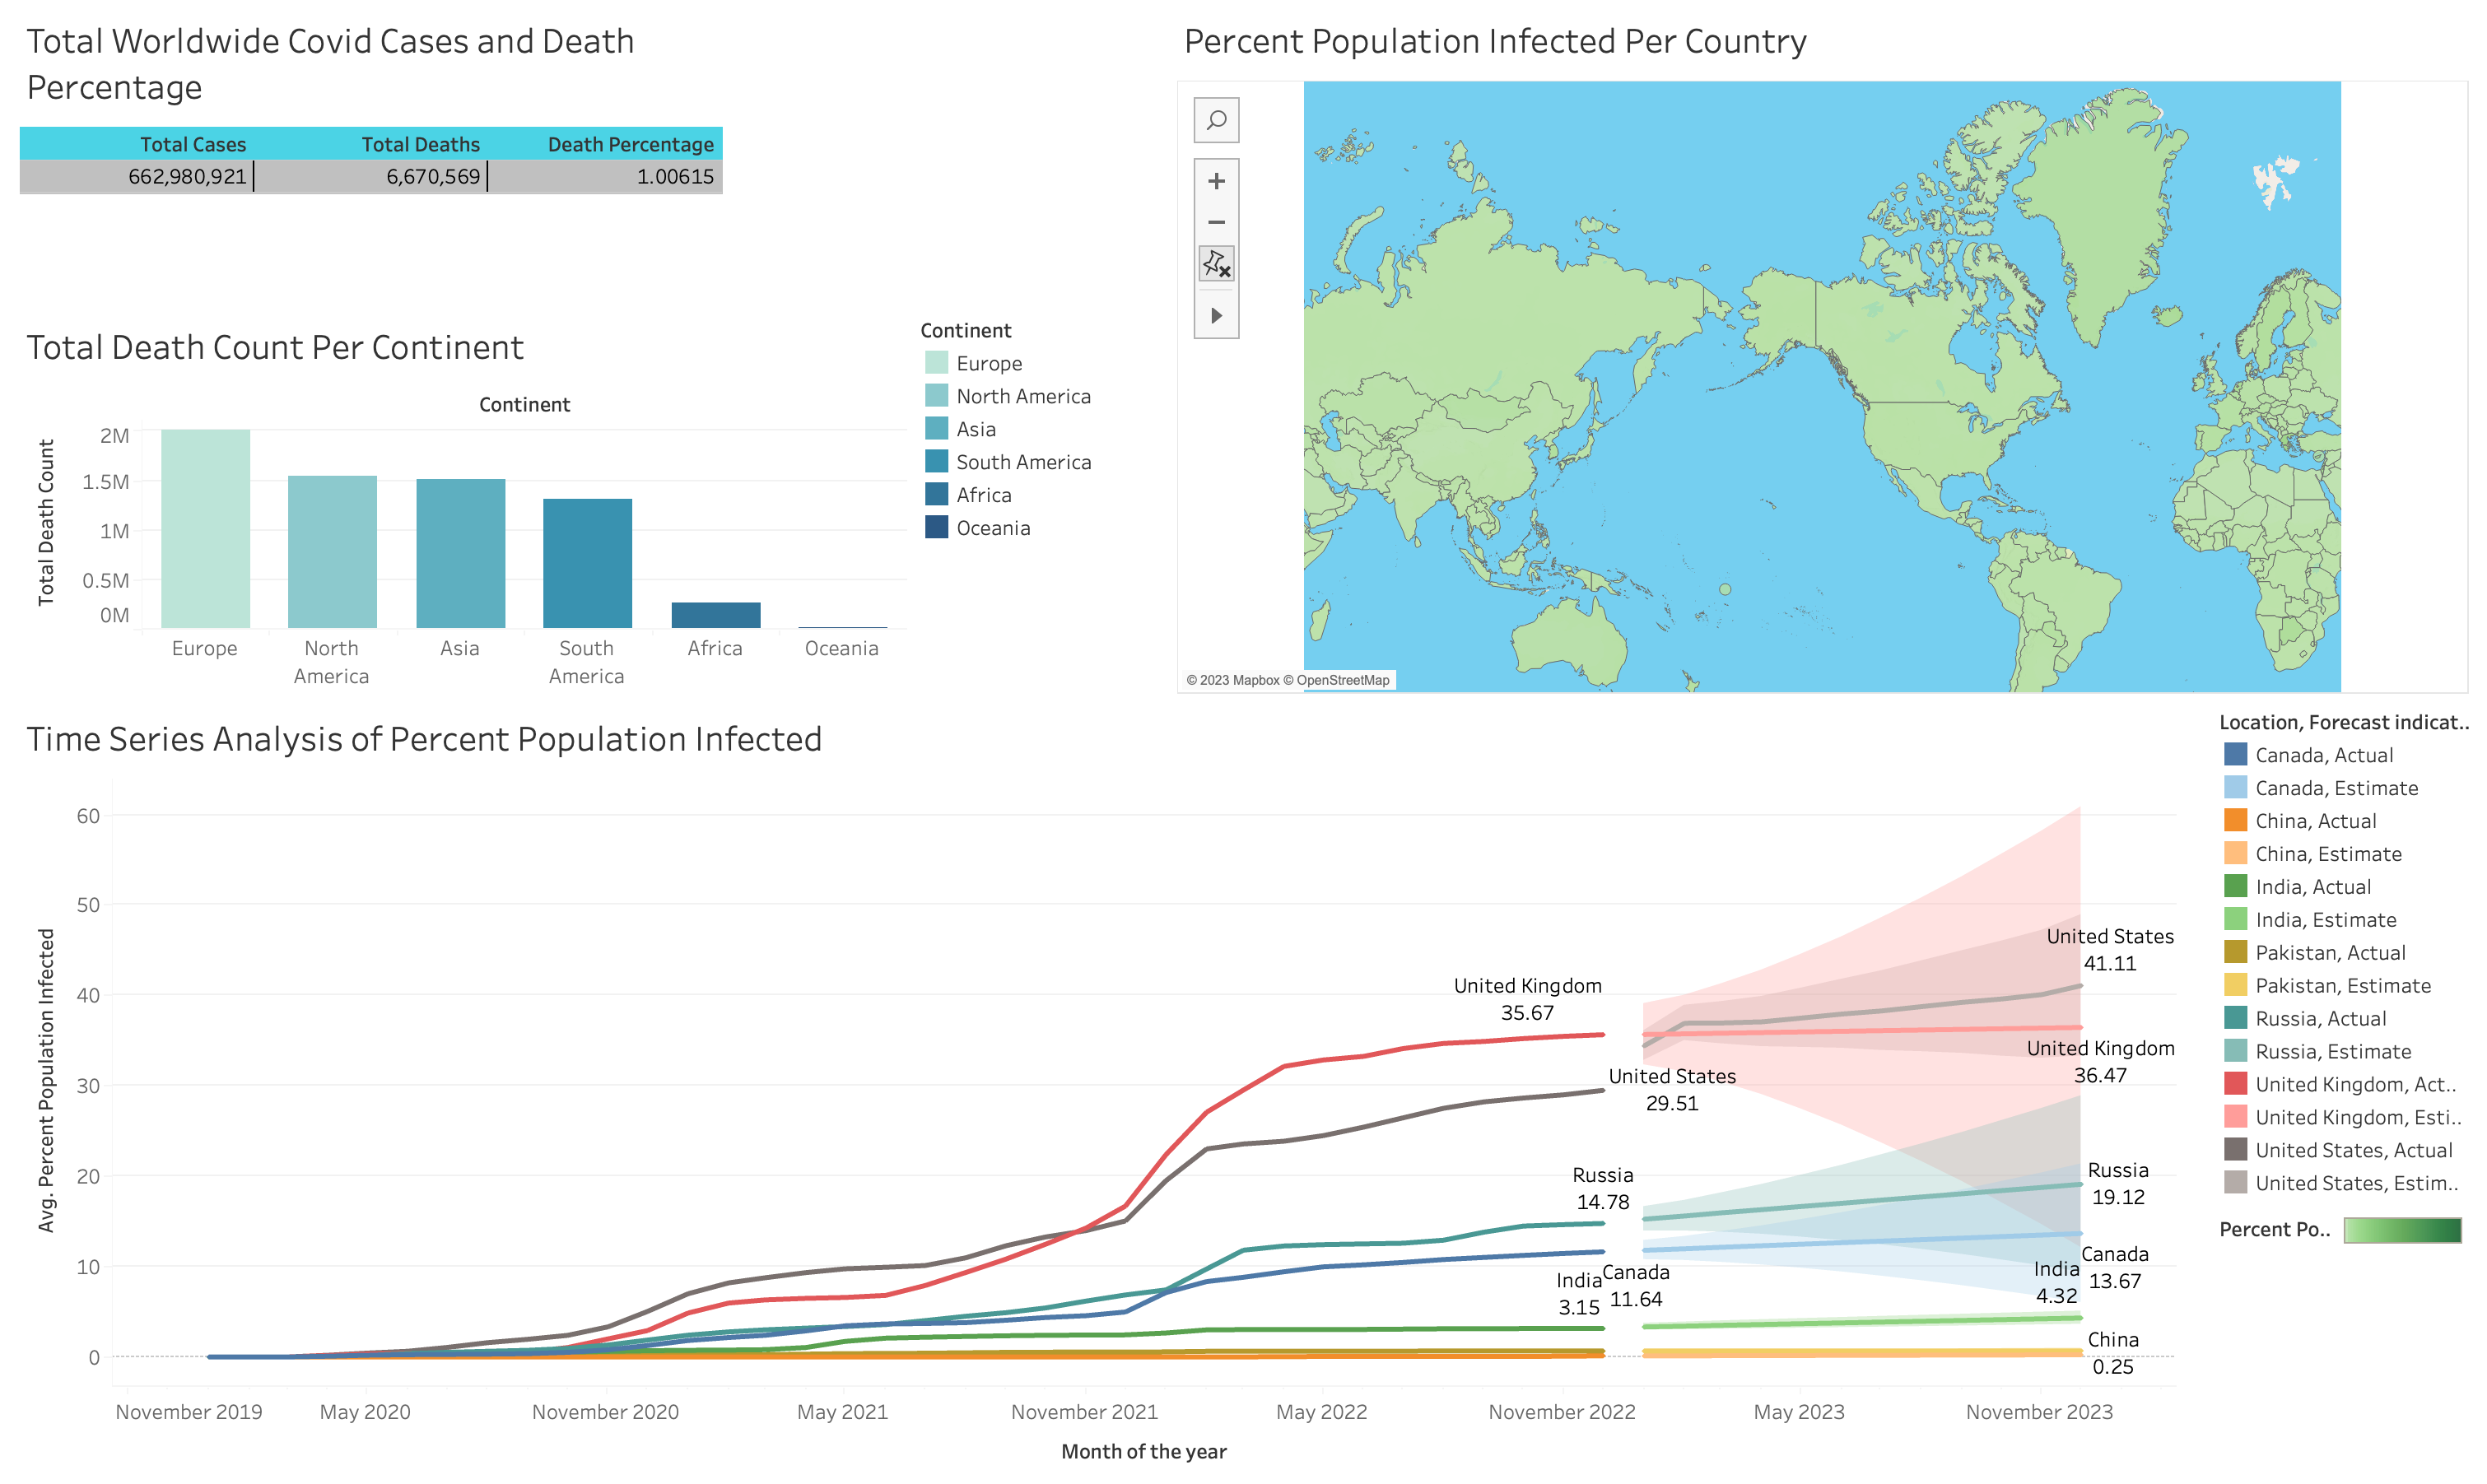 Total Worldwide Covid Cases and Death
Percentage
Total Cases Total Deaths Death Percentage
662,980,921 6,670,569 1.00615
Total Death Count Per Continent
Continent
Total Death Count
2M
1.5M
1M
0.5M
0M
Europe
North
America
Asia
South
America
Africa
Oceania
Continent
Europe
North America
Asia
South America
Africa
Oceania
Percent Population Infected Per Country
© 2023 Mapbox © OpenStreetMap
Time Series Analysis of Percent Population Infected
Avg. Percent Population Infected
60
50
40
30
20
10
0
United Kingdom
35.67
United States
29.51
Russia
14.78
Canada
11.64
India
3.15
United States
41.11
United Kingdom
36.47
Russia
19.12
Canada
13.67
India
4.32
China
0.25
November 2019 May 2020 November 2020 May 2021 November 2021 May 2022 November 2022 May 2023 November 2023
Month of the year
Location, Forecast indicat..
Canada, Actual
Canada, Estimate
China, Actual
China, Estimate
India, Actual
India, Estimate
Pakistan, Actual
Pakistan, Estimate
Russia, Actual
Russia, Estimate
United Kingdom, Act..
United Kingdom, Esti..
United States, Actual
United States, Estim..
Percent Po..